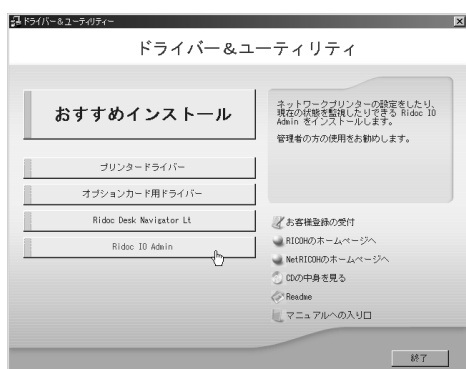 ドライバー&ユーティリティー
ドライバー&ユーティリティ
おすすめインストール
プリンタードライバー
オプションカード用ドライバー
Ridoc Desk Navigator Lt
Ridoc IO Admin
ネットワークプリンターの設定をしたり、
現在の状態を監視したりできる Ridoc IO
Admin をインストールします。
管理者の方の使用をお勧めします。
お客様登録の受付
RICOHのホームページへ
NetRICOHのホームページへ
CDの中身を見る
Readme
マニュアルへの入り口
終了